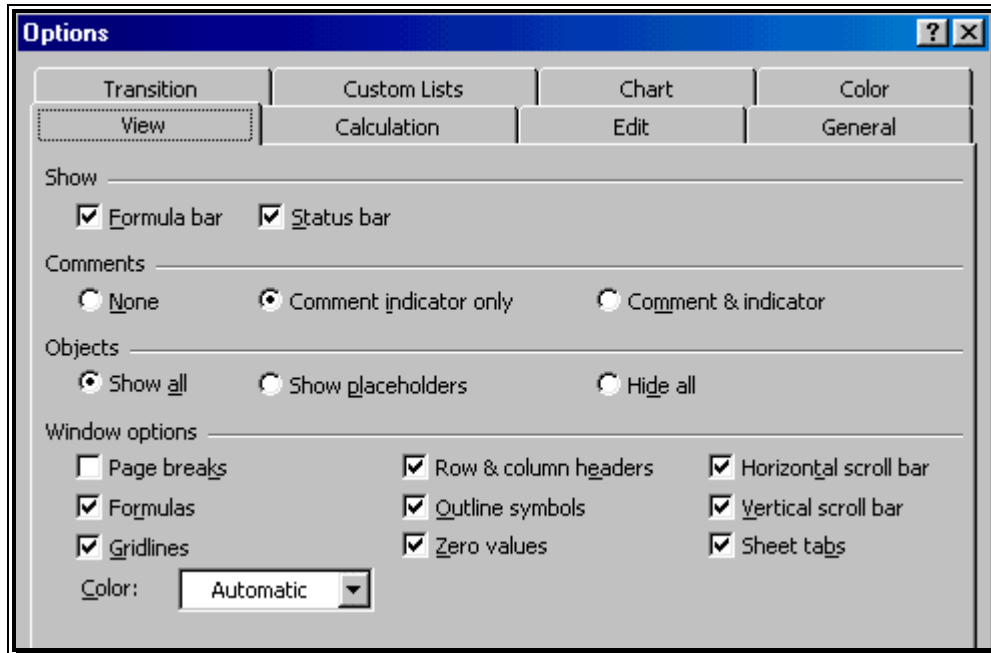 Options
Transition Custom Lists Chart Color
View Calculation Edit General
Show
Formula bar Status bar
Comments
None Comment indicator only Comment & indicator
Objects
Show all Show placeholders Hide all
Window options
Page breaks Row & column headers Horizontal scroll bar
Formulas Outline symbols Vertical scroll bar
Gridlines Zero values Sheet tabs
Color: Automatic